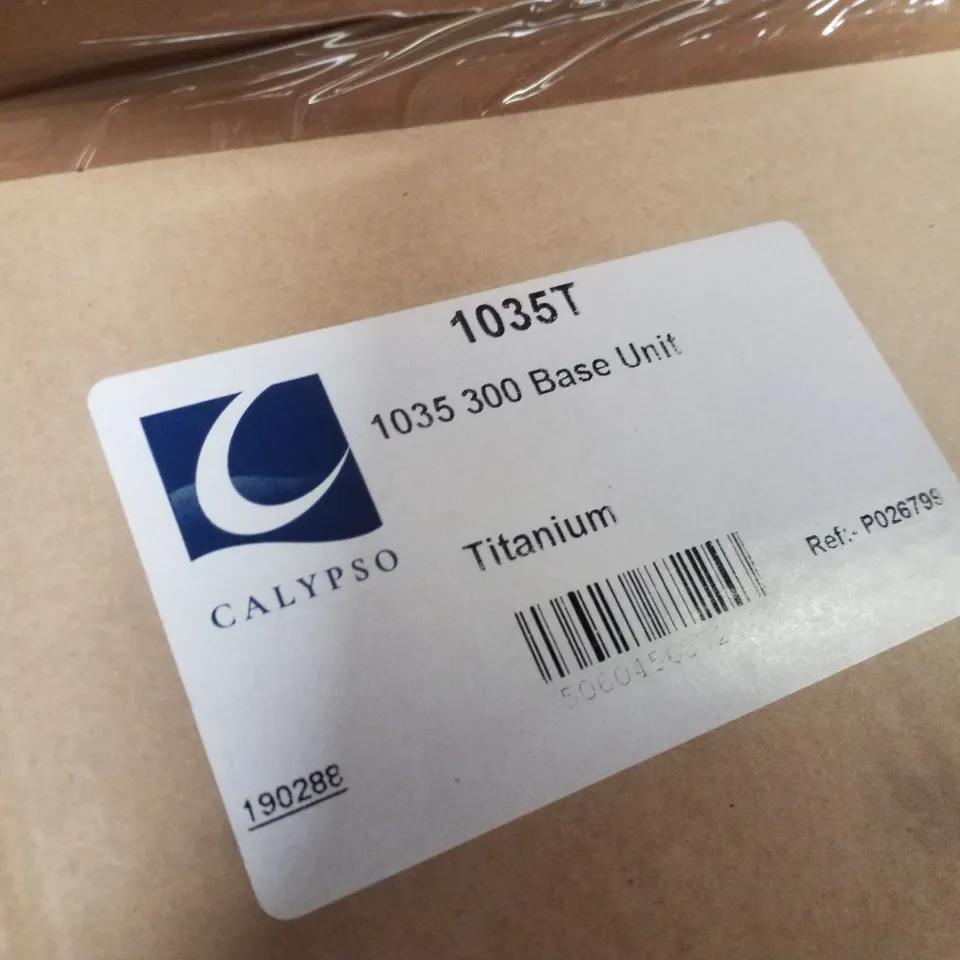 1035T
1035 300 Base Unit
CALYPSO
Titanium
Ref:- P026799
190288